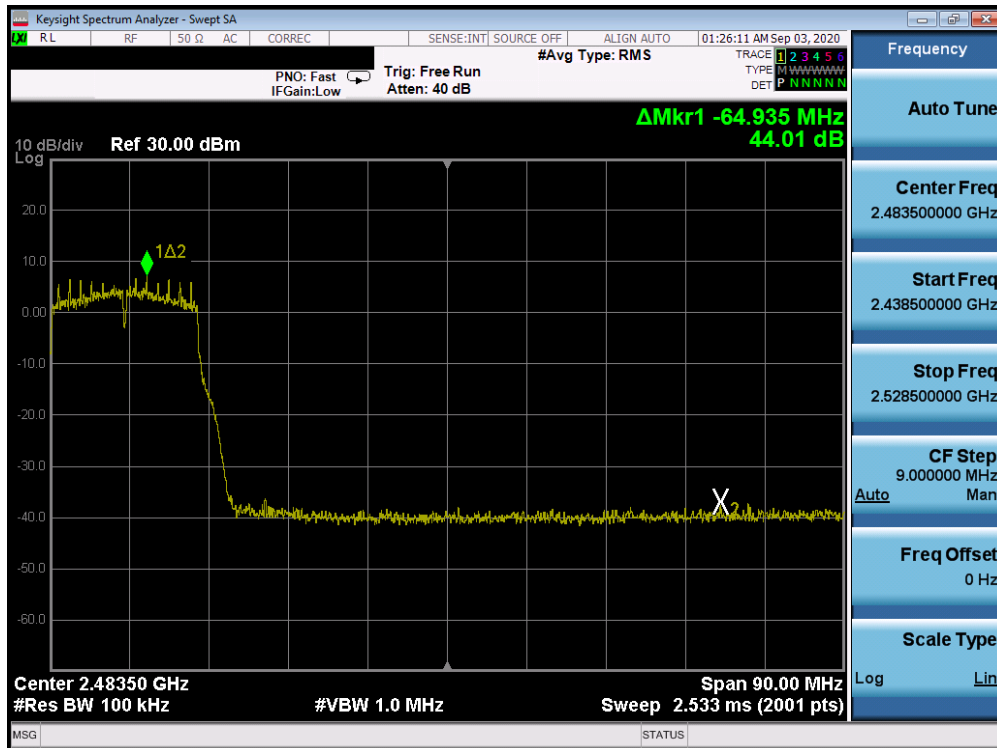 Keysight Spectrum Analyzer - Swept SA
LXI RL RF 50 Ω AC CORREC SENSE:INT SOURCE OFF ALIGN AUTO 01:26:11 AM Sep 03, 2020
#Avg Type: RMS
TRACE 1 2 3 4 5 6
PNO: Fast Trig: Free Run
TYPE M WWWWW
IFGain:Low Atten: 40 dB
DET P N N N N N
ΔMkr1 -64.935 MHz
44.01 dB
10 dB/div Ref 30.00 dBm
Log
20.0
10.0
0.00
-10.0
-20.0
-30.0
-40.0
-50.0
-60.0
1Δ2
X2
Center 2.48350 GHz Span 90.00 MHz
#Res BW 100 kHz #VBW 1.0 MHz Sweep 2.533 ms (2001 pts)
MSG STATUS
Frequency
Auto Tune
Center Freq
2.483500000 GHz
Start Freq
2.438500000 GHz
Stop Freq
2.528500000 GHz
CF Step
9.000000 MHz
Auto Man
Freq Offset
0 Hz
Scale Type
Log Lin